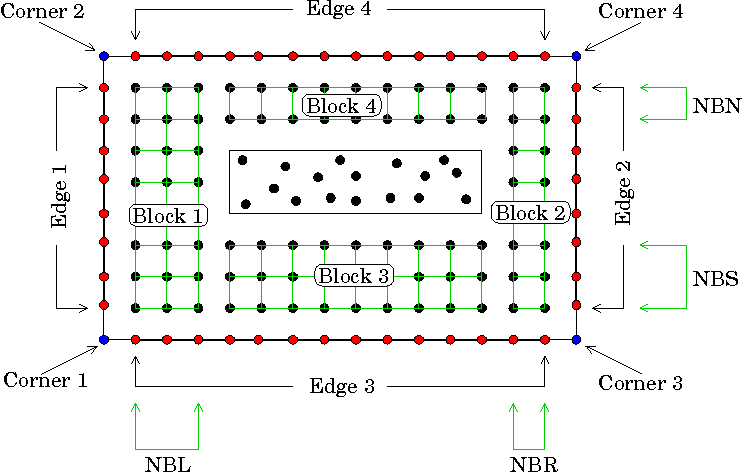 Corner 2
Edge 4
Corner 4
Block 4
NBN
Edge 1
Edge 2
Block 1
Block 2
Block 3
NBS
Corner 1
Edge 3
Corner 3
NBL
NBR